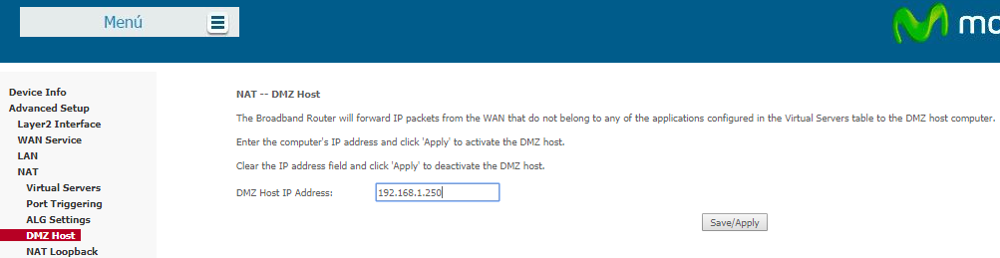 Menú
mo
Device Info
Advanced Setup
Layer2 Interface
WAN Service
LAN
NAT
Virtual Servers
Port Triggering
ALG Settings
DMZ Host
NAT Loopback
NAT -- DMZ Host
The Broadband Router will forward IP packets from the WAN that do not belong to any of the applications configured in the Virtual Servers table to the DMZ host computer.
Enter the computer's IP address and click 'Apply' to activate the DMZ host.
Clear the IP address field and click 'Apply' to deactivate the DMZ host.
DMZ Host IP Address: 192.168.1.250
Save/Apply